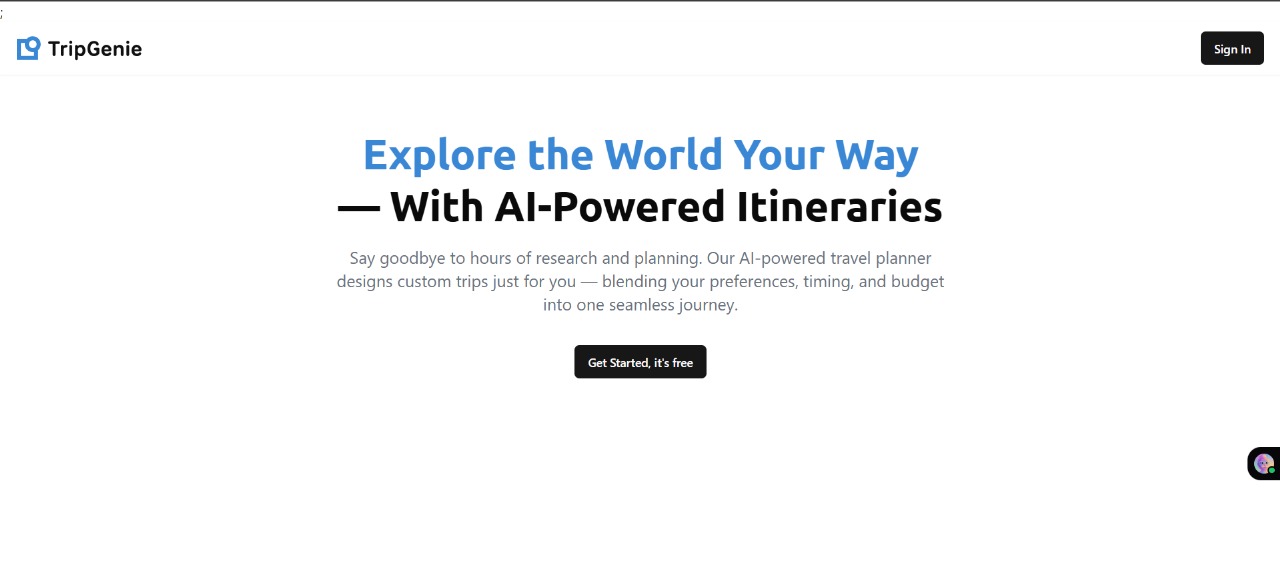 ;
TripGenie
Sign In
Explore the World Your Way
— With AI-Powered Itineraries
Say goodbye to hours of research and planning. Our AI-powered travel planner
designs custom trips just for you — blending your preferences, timing, and budget
into one seamless journey.
Get Started, it's free